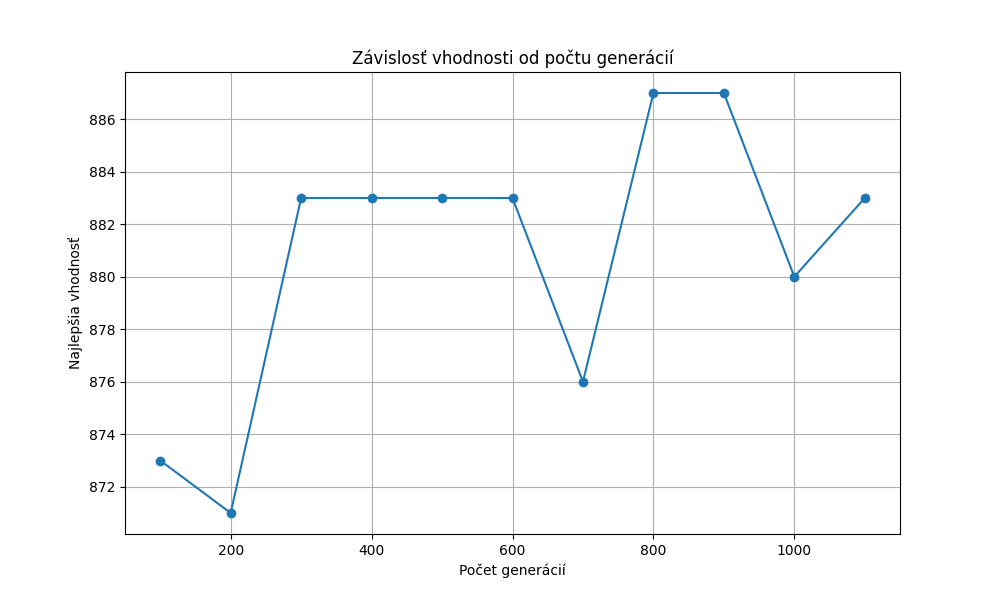 Závislosť vhodnosti od počtu generácií
Najlepšia vhodnosť
886
884
882
880
878
876
874
872
200 400 600 800 1000
Počet generácií